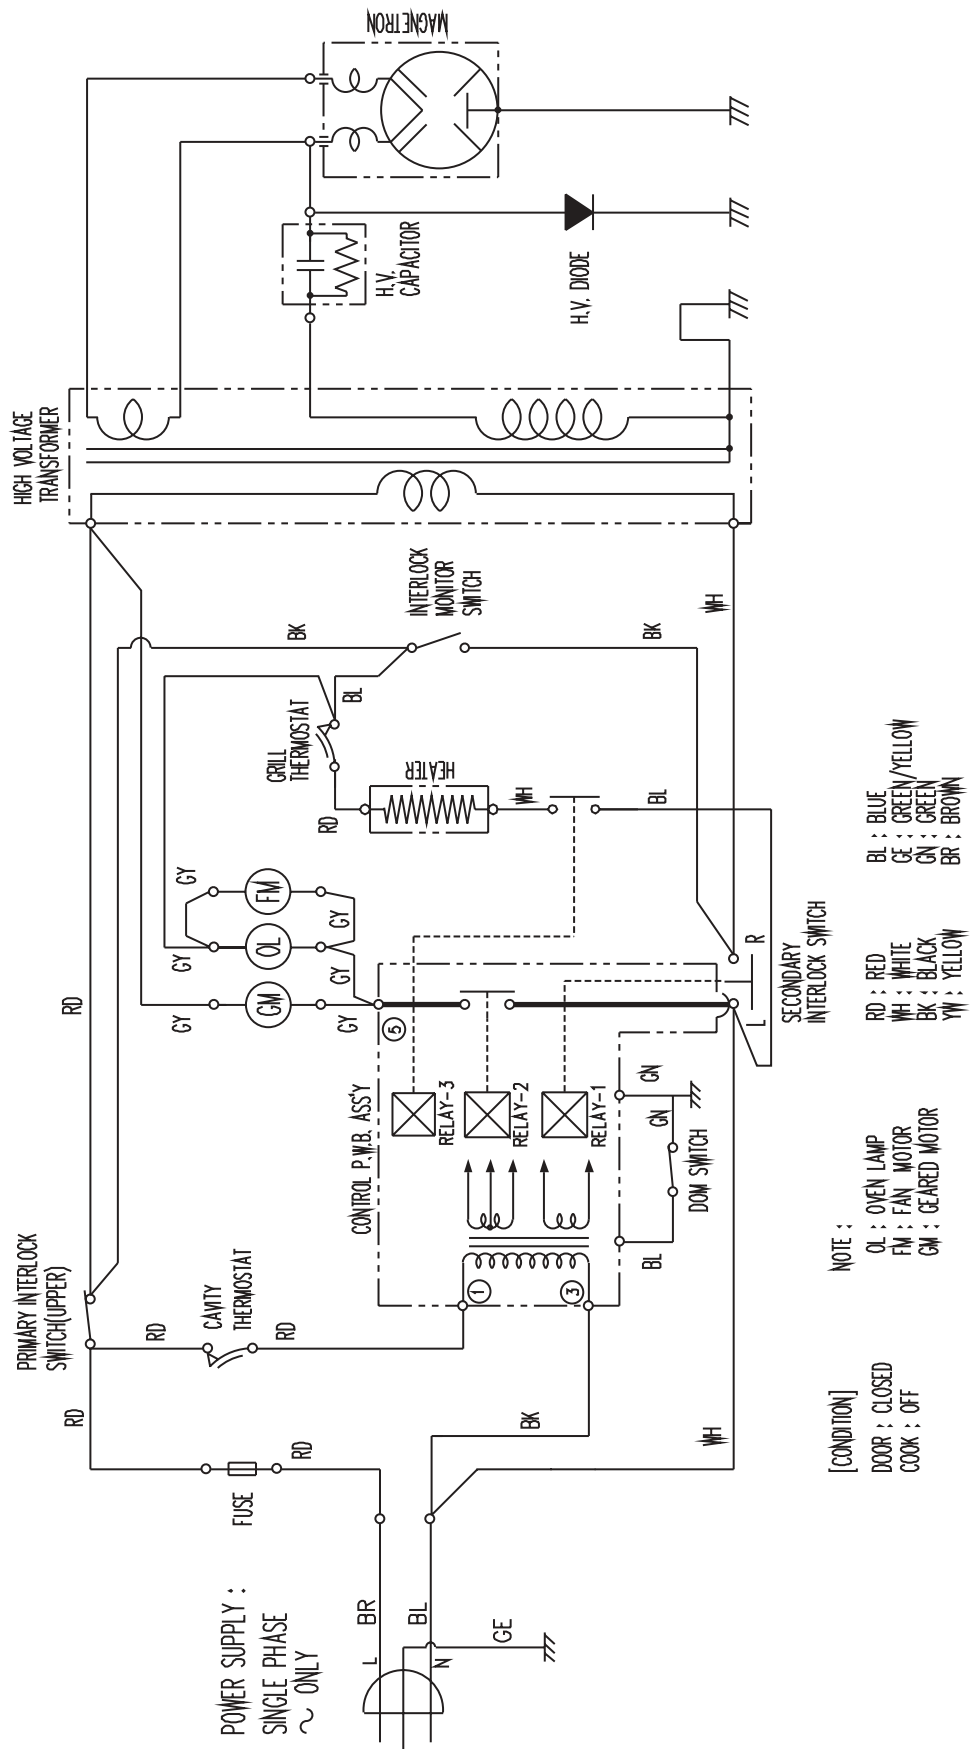 MAGNETRON
H.V.
CAPACITOR
H.V. DIODE
HIGH VOLTAGE
TRANSFORMER
INTERLOCK
MONITOR
SWITCH
WH
BK
BK
BL
GRILL
THERMOSTAT
HEATER
RD
WH
BL
GY
FM
GY
GY
OL
GY
GY
GM
GY
RD
5
SECONDARY
INTERLOCK SWITCH
L
R
CONTROL P.W.B. ASS'Y
RELAY-3
RELAY-2
RELAY-1
GN
GN
DOM SWITCH
BL
1
3
PRIMARY INTERLOCK
SWITCH(UPPER)
RD
CAVITY
THERMOSTAT
RD
RD
FUSE
RD
BK
WH
POWER SUPPLY :
SINGLE PHASE
~ ONLY
BR
BL
L
N
GE
[CONDITION]
DOOR : CLOSED
COOK : OFF
NOTE :
OL : OVEN LAMP
FM : FAN MOTOR
GM : GEARED MOTOR
RD : RED
WH : WHITE
BK : BLACK
YW : YELLOW
BL : BLUE
GE : GREEN/YELLOW
GN : GREEN
BR : BROWN